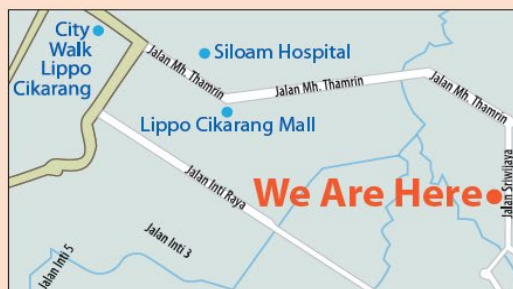 City
Walk
Lippo
Cikarang
Siloam Hospital
Jalan Mh. Thamrin
Jalan Mh. Thamrin
Jalan Mh. Thamrin
Lippo Cikarang Mall
Jalan Inti Raya
We Are Here
Jalan Sriwijaya
Jalan Inti 3
Jalan Inti 5